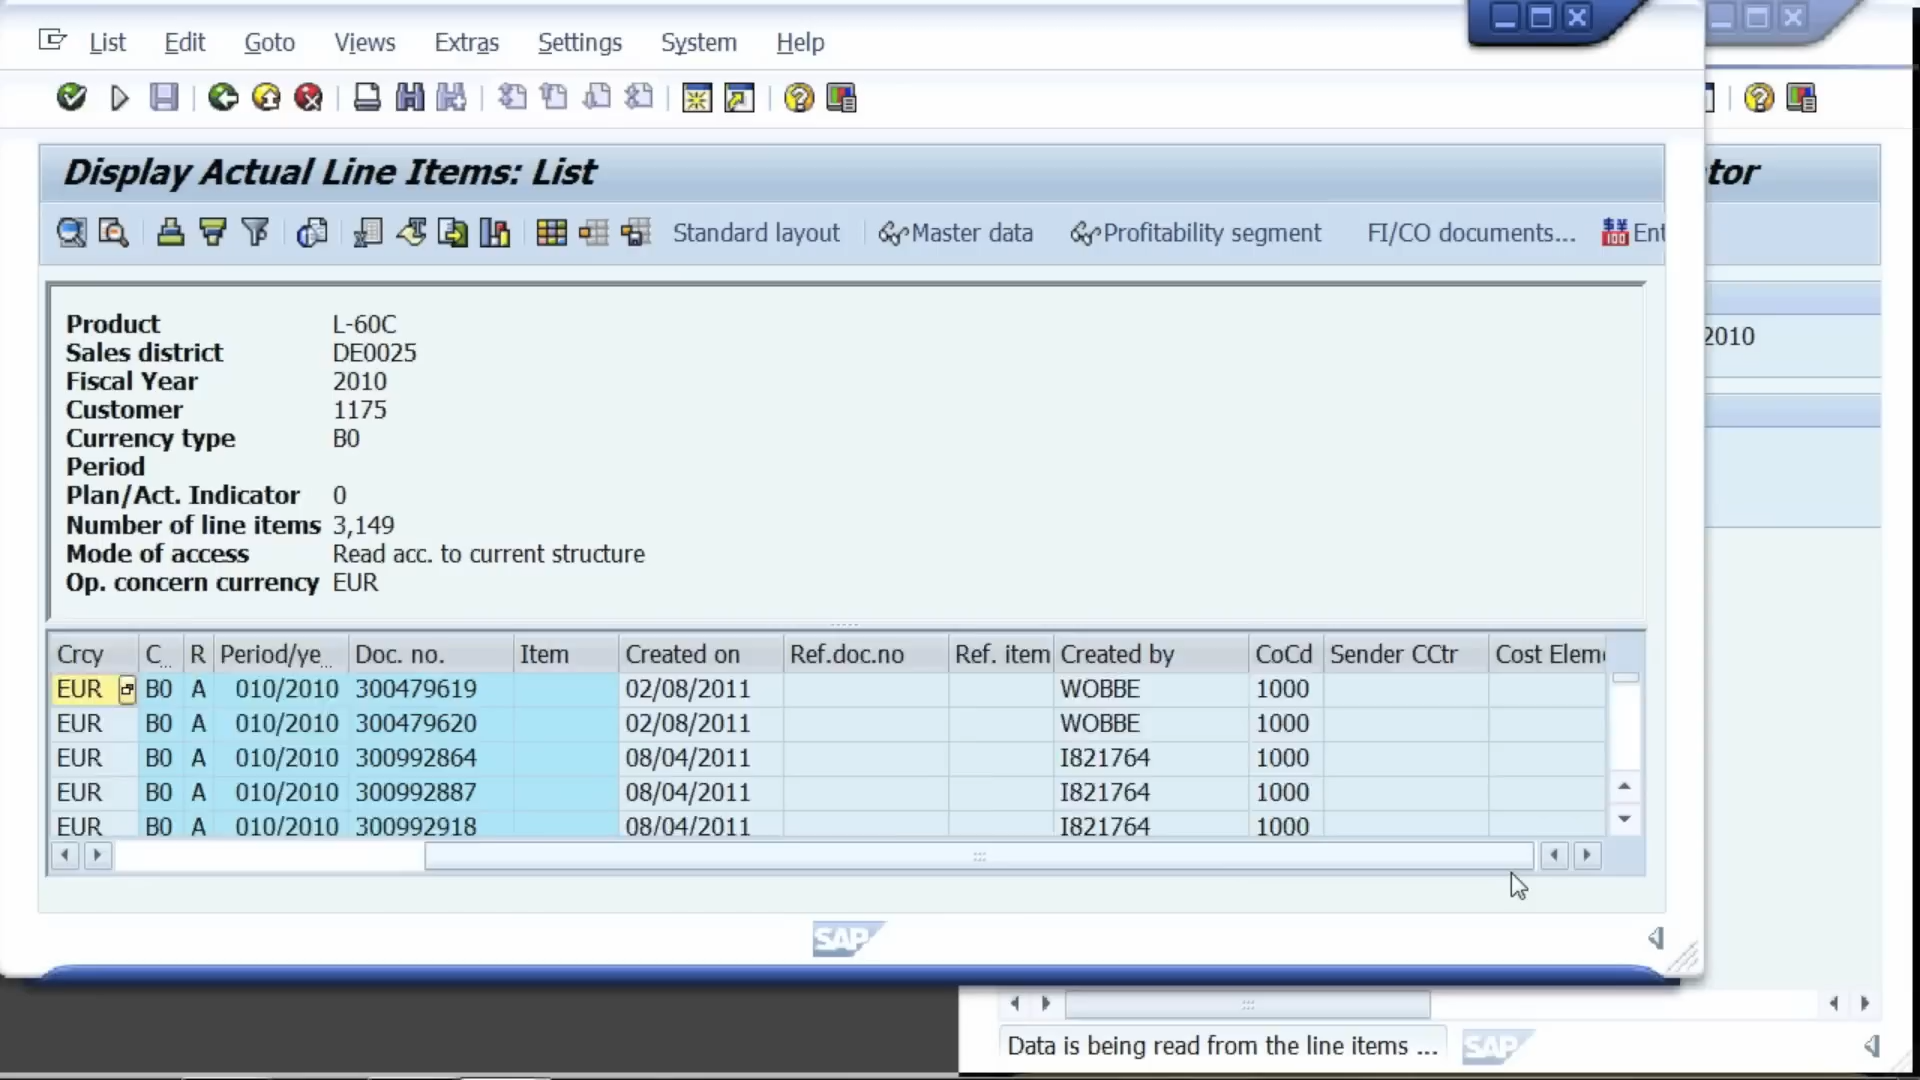 List Edit Goto Views Extras Settings System Help
Display Actual Line Items: List
tor
Standard layout Master data Profitability segment FI/CO documents... Ent
Product L-60C
Sales district DE0025
Fiscal Year 2010
Customer 1175
Currency type B0
Period
Plan/Act. Indicator 0
Number of line items 3,149
Mode of access Read acc. to current structure
Op. concern currency EUR
2010
Crcy C.. R Period/ye... Doc. no. Item Created on Ref.doc.no Ref. item Created by CoCd Sender CCtr Cost Eleme
EUR B0 A 010/2010 300479619 02/08/2011 WOBBE 1000
EUR B0 A 010/2010 300479620 02/08/2011 WOBBE 1000
EUR B0 A 010/2010 300992864 08/04/2011 I821764 1000
EUR B0 A 010/2010 300992887 08/04/2011 I821764 1000
EUR B0 A 010/2010 300992918 08/04/2011 I821764 1000
SAP
Data is being read from the line items ... SAP